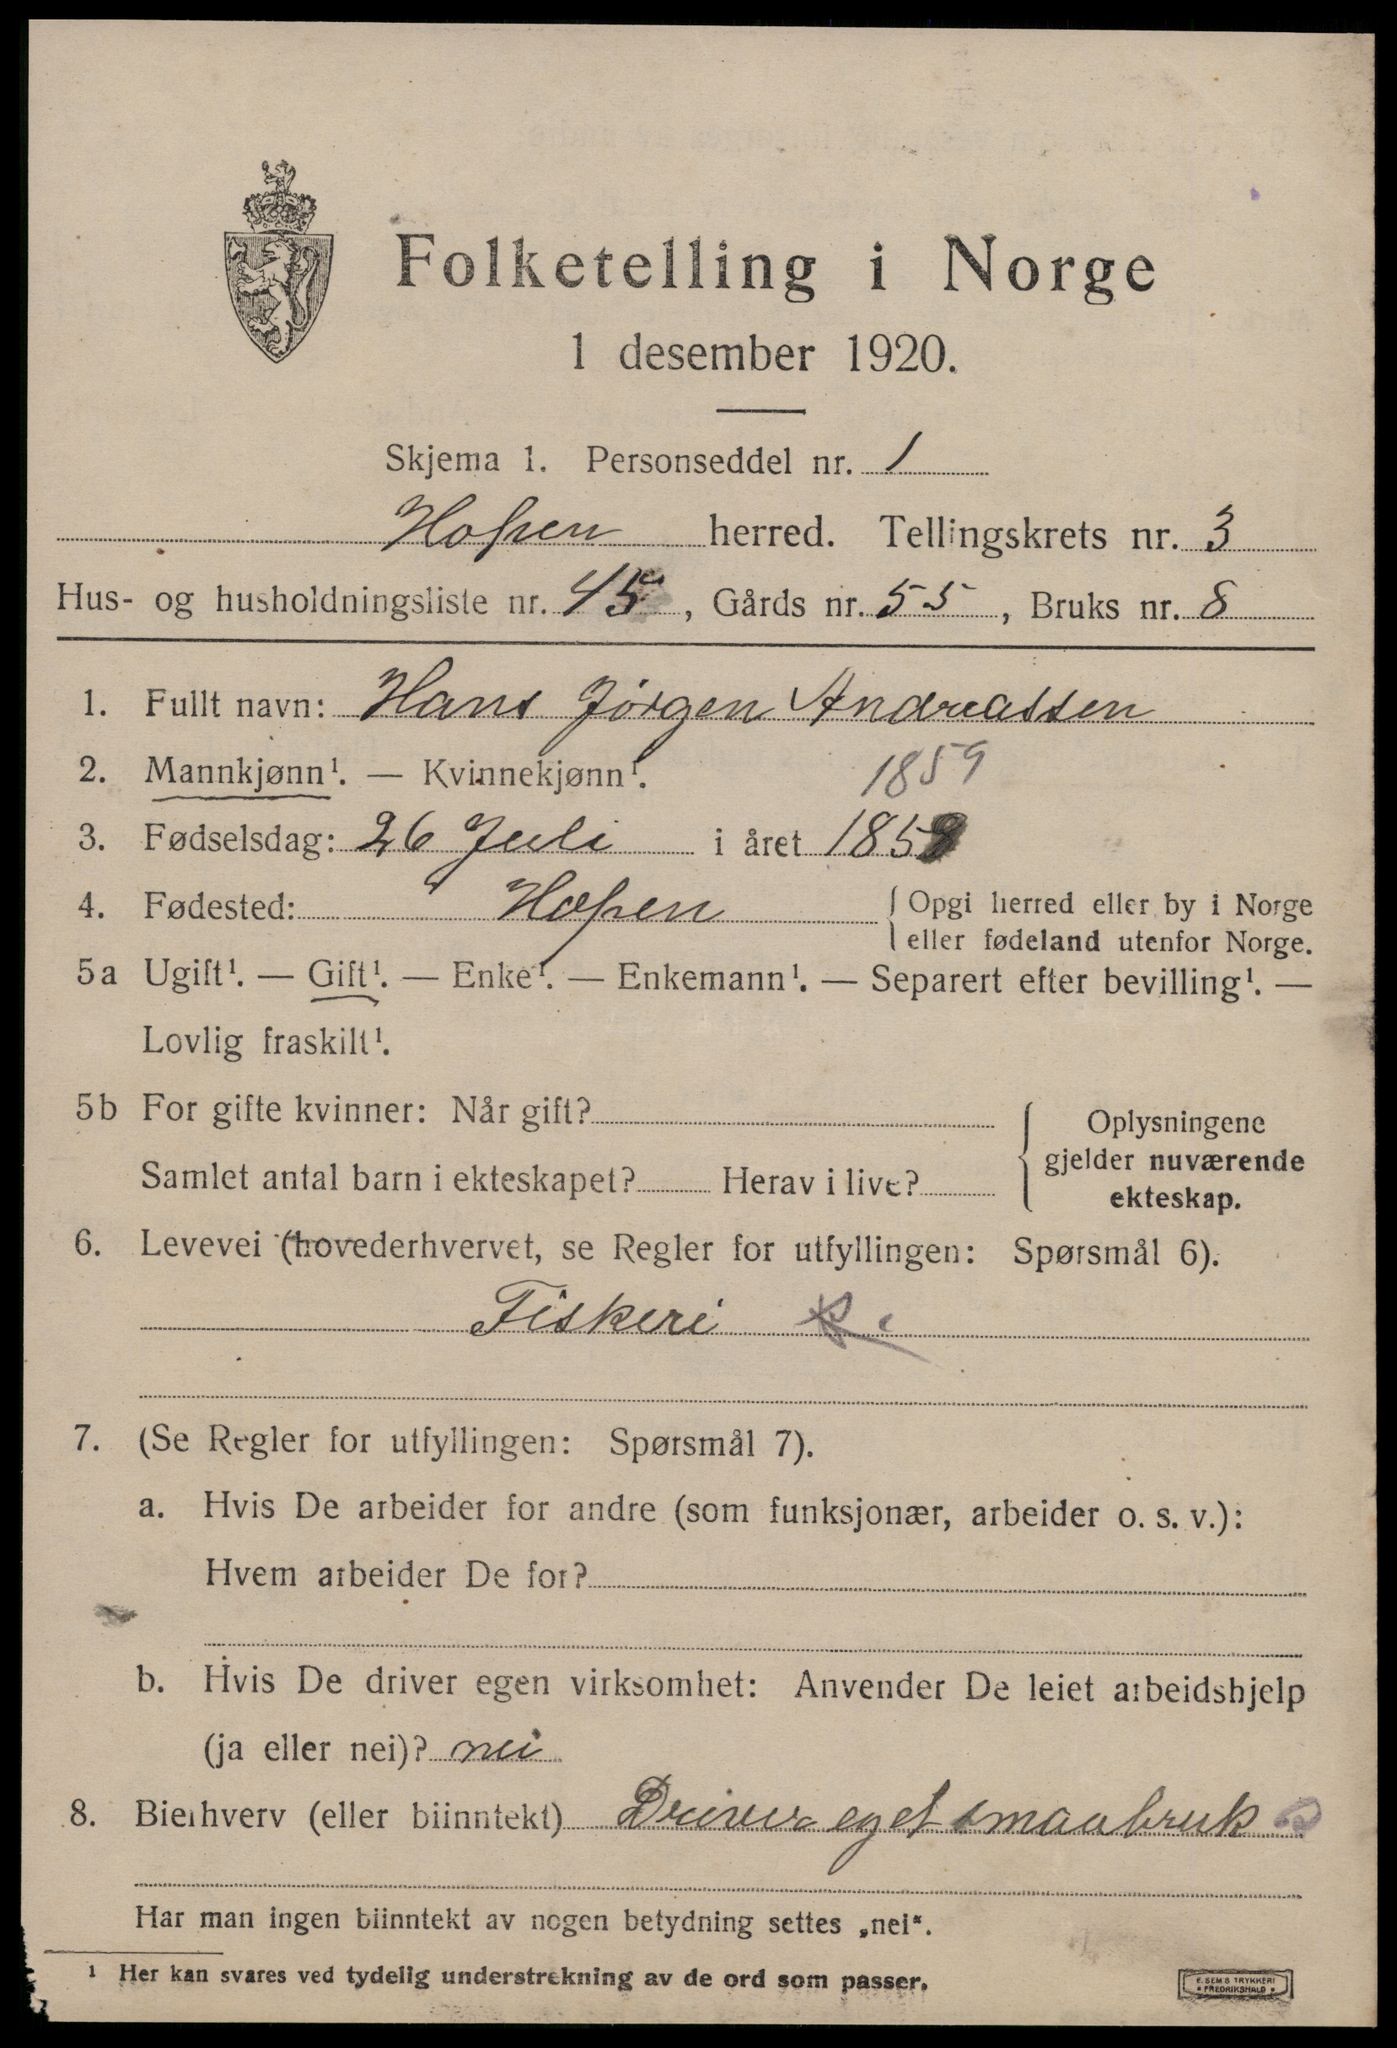 Folketelling i Norge
1 desember 1920.
Skjema 1. Personseddel nr. 1
Hopen herred. Tellingskrets nr. 3
Hus- og husholdningsliste nr. 45, Gårds nr. 55, Bruks nr. 8
1. Fullt navn: Hans Jørgen Andreassen
2. Mannkjønn¹. — Kvinnekjønn¹. 1859
3. Fødselsdag: 26 Juli i året 1859
4. Fødested: Hopen { Opgi herred eller by i Norge
eller fødeland utenfor Norge.
5a Ugift¹. — Gift¹. — Enke¹. — Enkemann¹. — Separert efter bevilling¹. —
Lovlig fraskilt¹.
5b For gifte kvinner: Når gift?
Samlet antal barn i ekteskapet? Herav i live?
{ Oplysningene
gjelder nuværende
ekteskap.
6. Levevei (hovederhvervet, se Regler for utfyllingen: Spørsmål 6).
Fiskeri
7. (Se Regler for utfyllingen: Spørsmål 7).
a. Hvis De arbeider for andre (som funksjonær, arbeider o. s. v.):
Hvem arbeider De for?
b. Hvis De driver egen virksomhet: Anvender De leiet arbeidshjelp
(ja eller nei)? nei
8. Bierhverv (eller biinntekt) Driver eget smaabruk
Har man ingen biinntekt av nogen betydning settes „nei“.
¹ Her kan svares ved tydelig understrekning av de ord som passer.
E. SEM'S TRYKKERI
* FREDRIKSHALD *